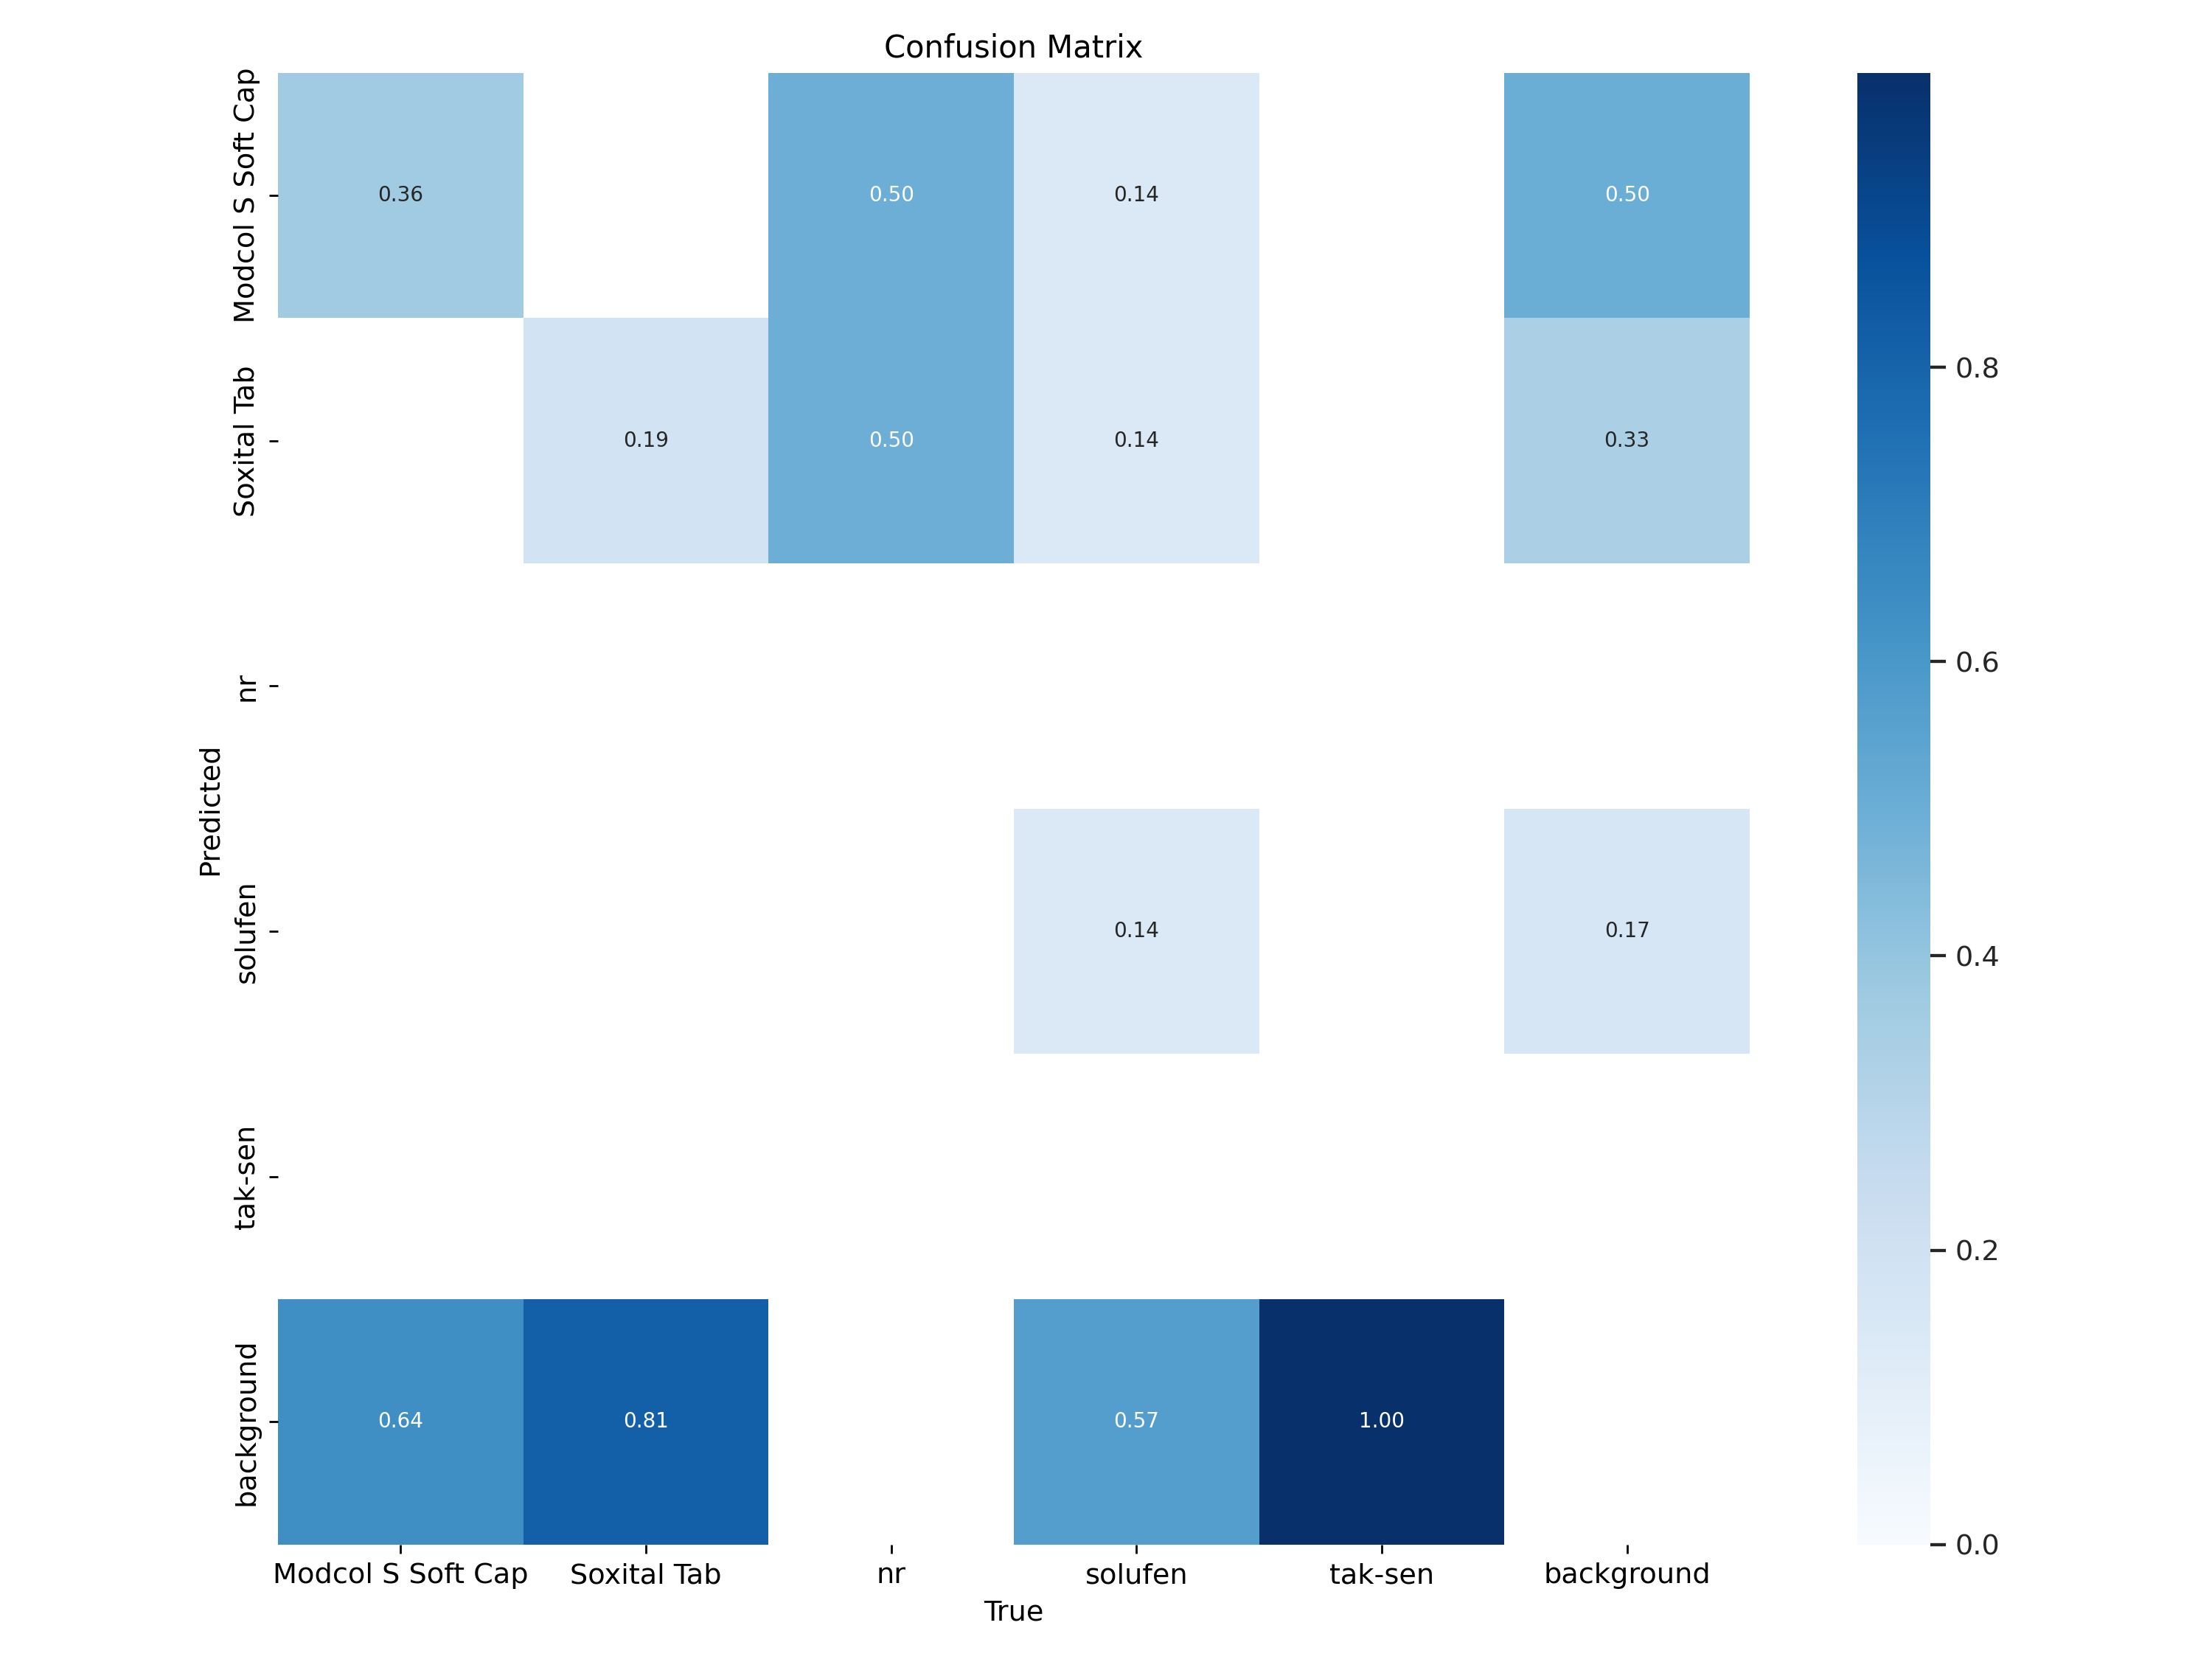 Confusion Matrix
Modcol S Soft Cap
0.36
0.50
0.14
0.50
Soxital Tab
0.19
0.50
0.14
0.33
nr
solufen
0.14
0.17
tak-sen
background
0.64
0.81
0.57
1.00
Predicted
Modcol S Soft Cap
Soxital Tab
nr
solufen
tak-sen
background
True
0.8
0.6
0.4
0.2
0.0